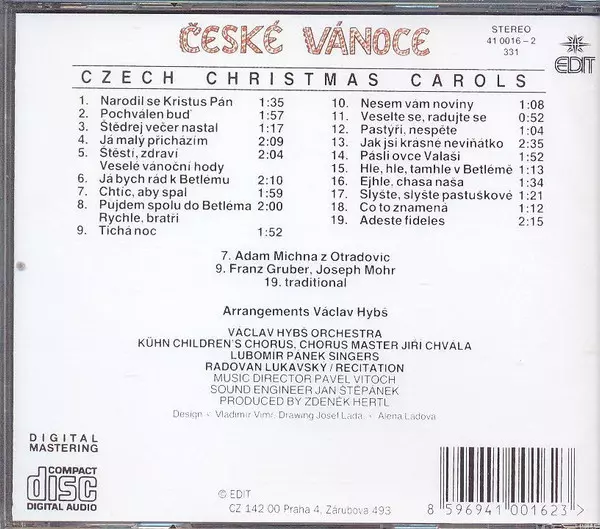 ČESKÉ VÁNOCE
STEREO
41 0016-2
331
EDIT
CZECH CHRISTMAS CAROLS
1. Narodil se Kristus Pán 1:35
2. Pochválen buď 1:57
3. Štědrej večer nastal 1:17
4. Já malý přicházím 2:09
5. Štěstí, zdraví 2:04
Veselé vánoční hody
6. Já bych rád k Betlému 2:10
7. Chtíc, aby spal 1:59
8. Pujdem spolu do Betléma 2:00
Rychle, bratři
9. Tichá noc 1:52
10. Nesem vám noviny 1:08
11. Veselte se, radujte se 0:52
12. Pastýři, nespěte 1:04
13. Jak jsi krásné neviňátko 2:35
14. Pásli ovce Valaši 1:52
15. Hle, hle, tamhle v Betlémě 1:13
16. Ejhle, chasa naša 1:34
17. Slyšte, slyšte pastuškové 1:21
18. Co to znamená 1:12
19. Adeste fideles 2:15
7. Adam Michna z Otradovic
9. Franz Gruber, Joseph Mohr
19. traditional
Arrangements Václav Hybš
VÁCLAV HYBŠ ORCHESTRA
KÜHN CHILDREN'S CHORUS, CHORUS MASTER JIŘÍ CHVÁLA
LUBOMÍR PÁNEK SINGERS
RADOVAN LUKAVSKÝ / RECITATION
MUSIC DIRECTOR PAVEL VITOCH
SOUND ENGINEER JAN ŠTĚPÁNEK
PRODUCED BY ZDENĚK HERTL
Design - Vladimír Vimr, Drawing Josef Lada - Alena Ladova
DIGITAL
MASTERING
COMPACT
disc
DIGITAL AUDIO
© EDIT
CZ 142 00 Praha 4, Zárubova 493
8 596941 001623